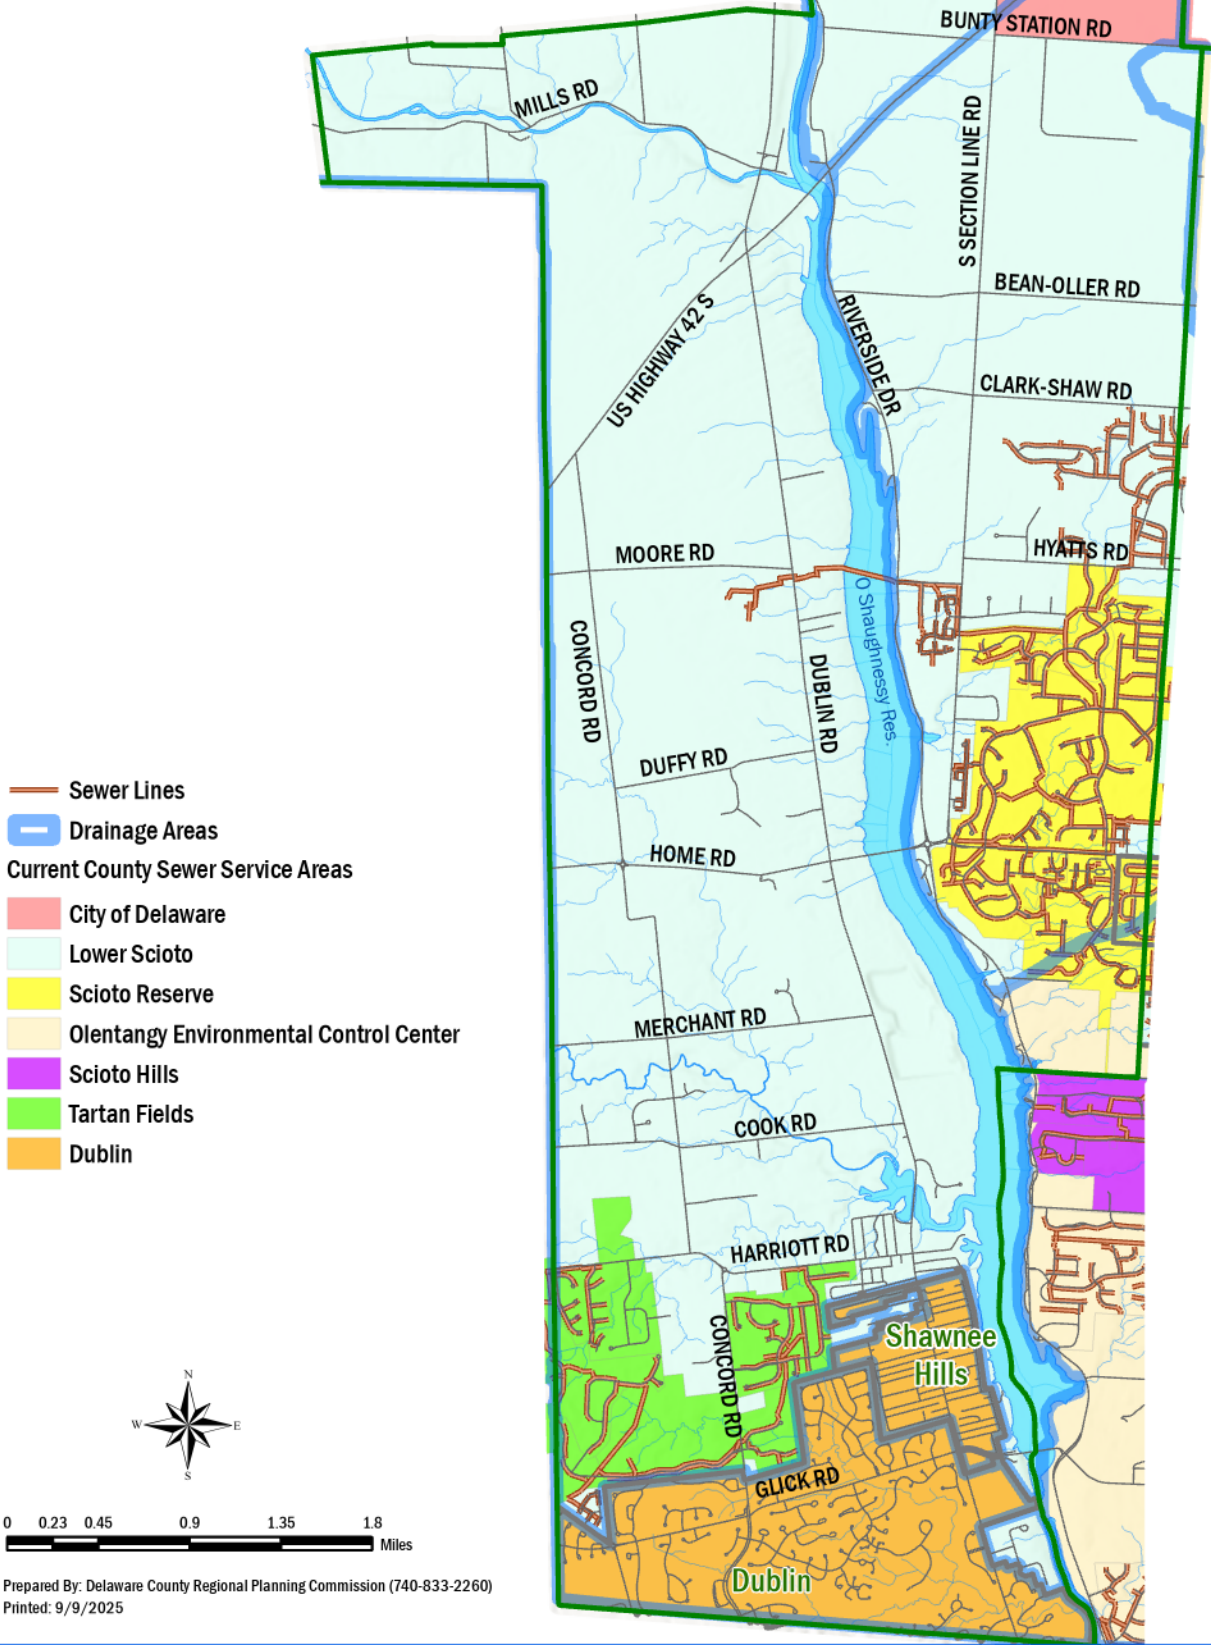 BUNTY STATION RD
MILLS RD
S SECTION LINE RD
BEAN-OLLER RD
RIVERSIDE DR
US HIGHWAY 42 S
CLARK-SHAW RD
MOORE RD
HYATTS RD
O Shaughnessy Res.
CONCORD RD
DUBLIN RD
DUFFY RD
HOME RD
MERCHANT RD
COOK RD
HARRIOTT RD
CONCORD RD
Shawnee
Hills
GLICK RD
Dublin
Sewer Lines
Drainage Areas
Current County Sewer Service Areas
City of Delaware
Lower Scioto
Scioto Reserve
Olentangy Environmental Control Center
Scioto Hills
Tartan Fields
Dublin
N
W E
S
0 0.23 0.45 0.9 1.35 1.8
Miles
Prepared By: Delaware County Regional Planning Commission (740-833-2260)
Printed: 9/9/2025